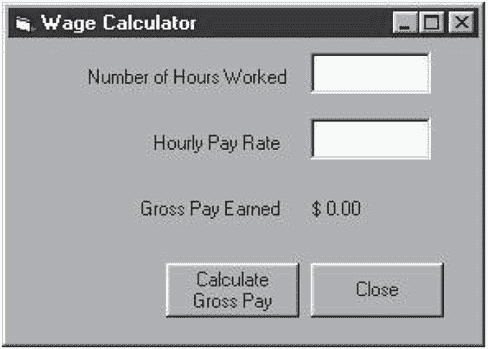 Wage Calculator
Number of Hours Worked
Hourly Pay Rate
Gross Pay Earned $ 0.00
Calculate
Gross Pay
Close